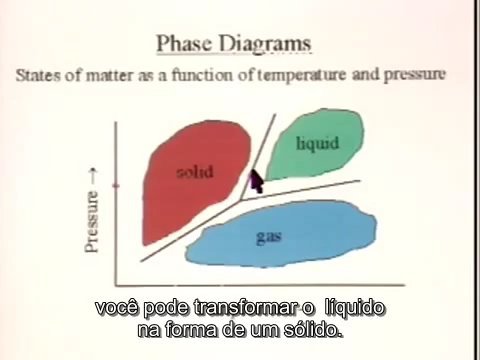 Phase Diagrams
States of matter as a function of temperature and pressure
solid
liquid
gas
Pressure →
você pode transformar o líquido
na forma de um sólido.